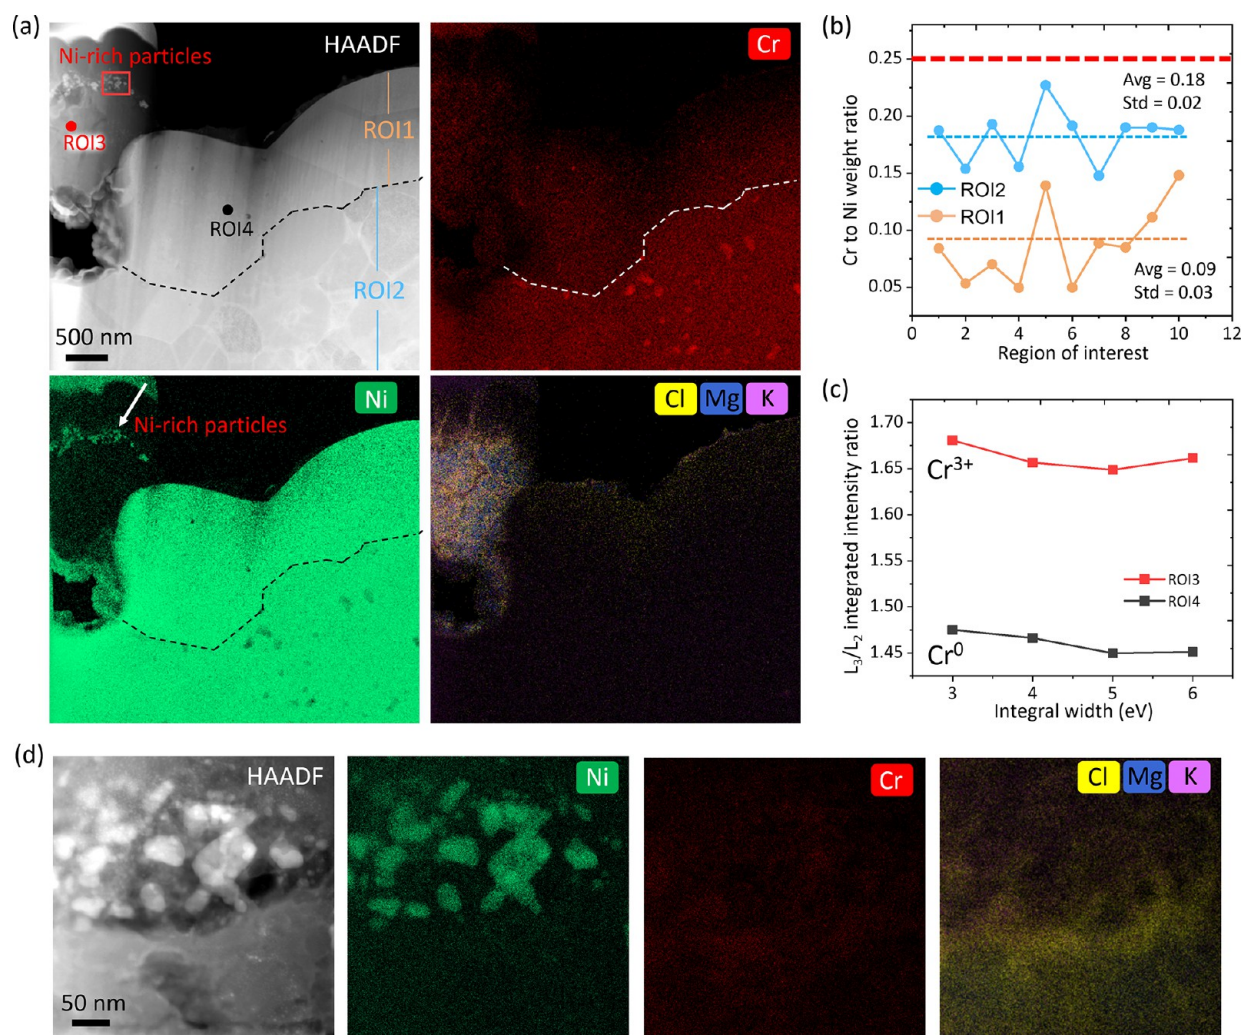 (a)
HAADF
Ni-rich particles
ROI3
ROI1
ROI4
ROI2
500 nm
Cr
Ni
Ni-rich particles
Cl Mg K
(b)
Cr to Ni weight ratio
0.25
0.20
0.15
0.10
0.05
Avg = 0.18
Std = 0.02
ROI2
ROI1
Avg = 0.09
Std = 0.03
0 2 4 6 8 10 12
Region of interest
(c)
L₃/L₂ integrated intensity ratio
1.70
1.65
1.60
1.55
1.50
1.45
Cr³⁺
ROI3
ROI4
Cr⁰
3 4 5 6
Integral width (eV)
(d)
HAADF
50 nm
Ni
Cr
Cl Mg K